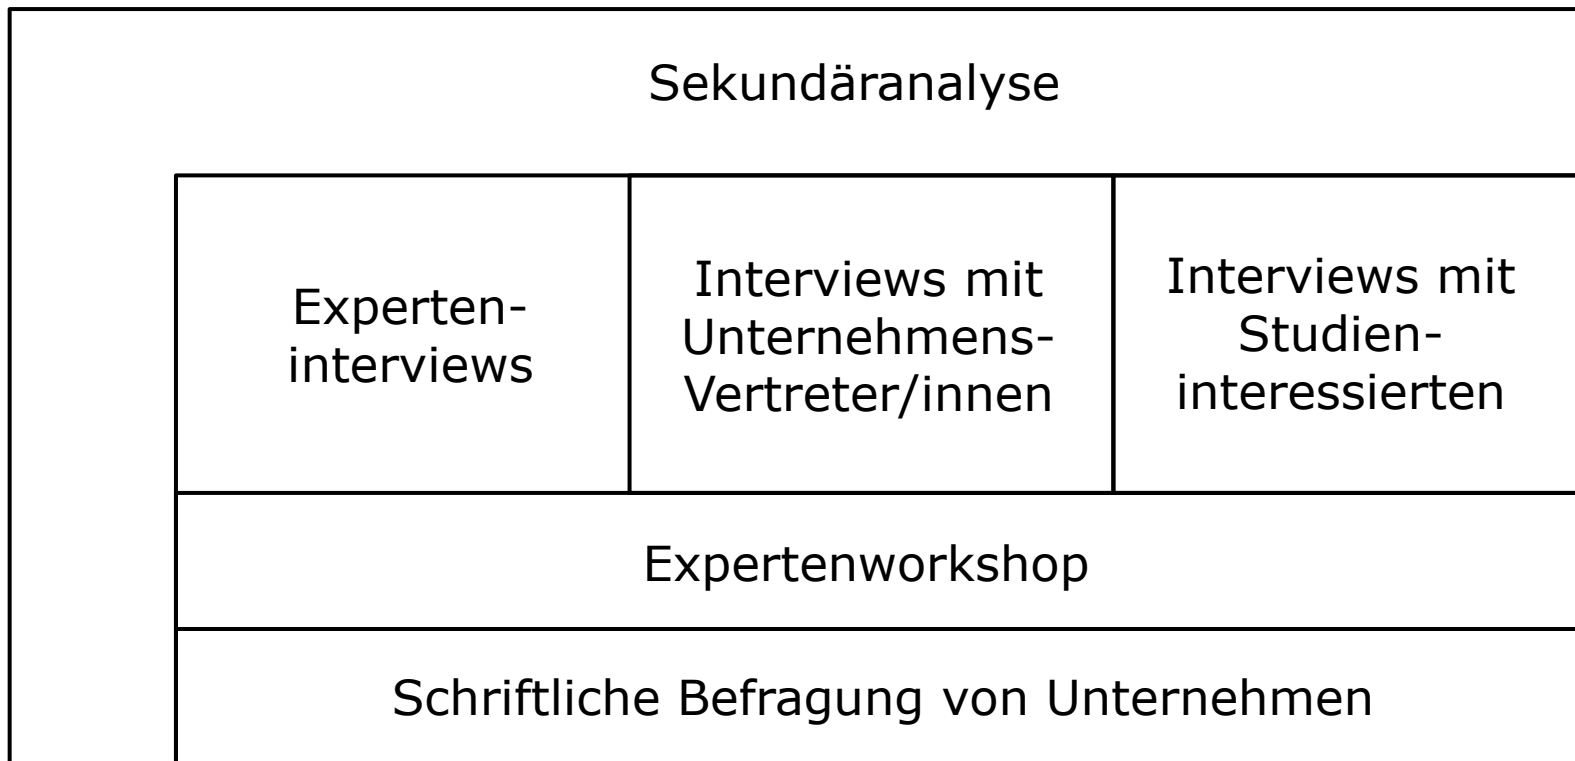 Sekundäranalyse
Experten-
interviews
Interviews mit
Unternehmens-
Vertreter/innen
Interviews mit
Studien-
interessierten
Expertenworkshop
Schriftliche Befragung von Unternehmen